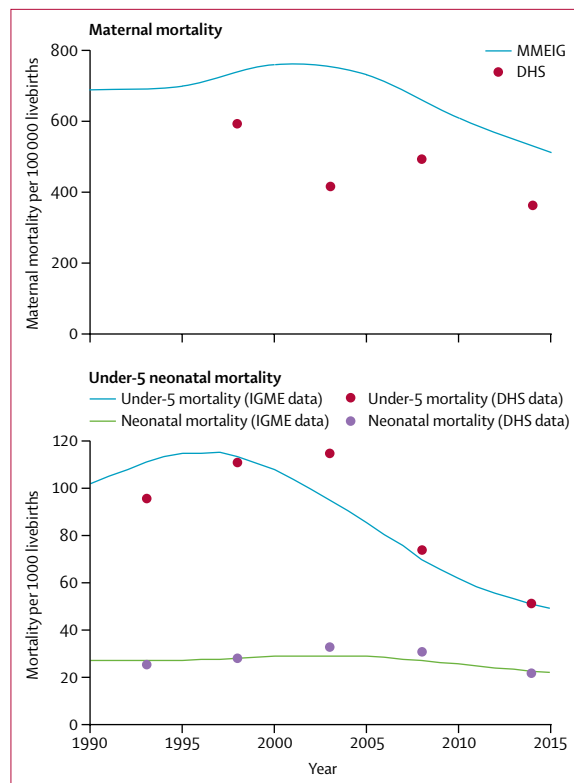 Maternal mortality
MMEIG
DHS
Maternal mortality per 100 000 livebirths
800
600
400
200
0
Under-5 neonatal mortality
Under-5 mortality (IGME data)
Under-5 mortality (DHS data)
Neonatal mortality (IGME data)
Neonatal mortality (DHS data)
Mortality per 1000 livebirths
120
100
80
60
40
20
0
1990 1995 2000 2005 2010 2015
Year